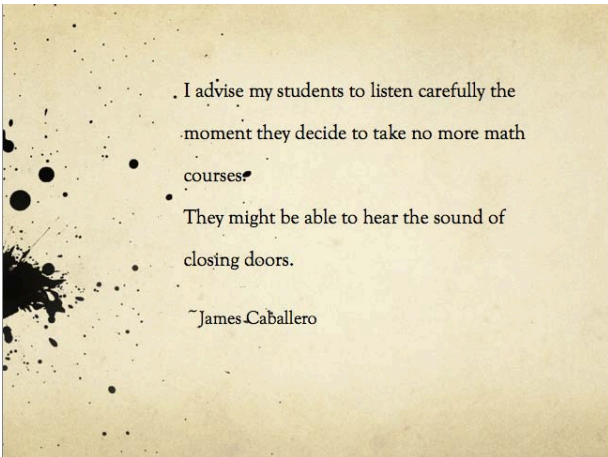 I advise my students to listen carefully the
moment they decide to take no more math
courses.
They might be able to hear the sound of
closing doors.
~James Caballero